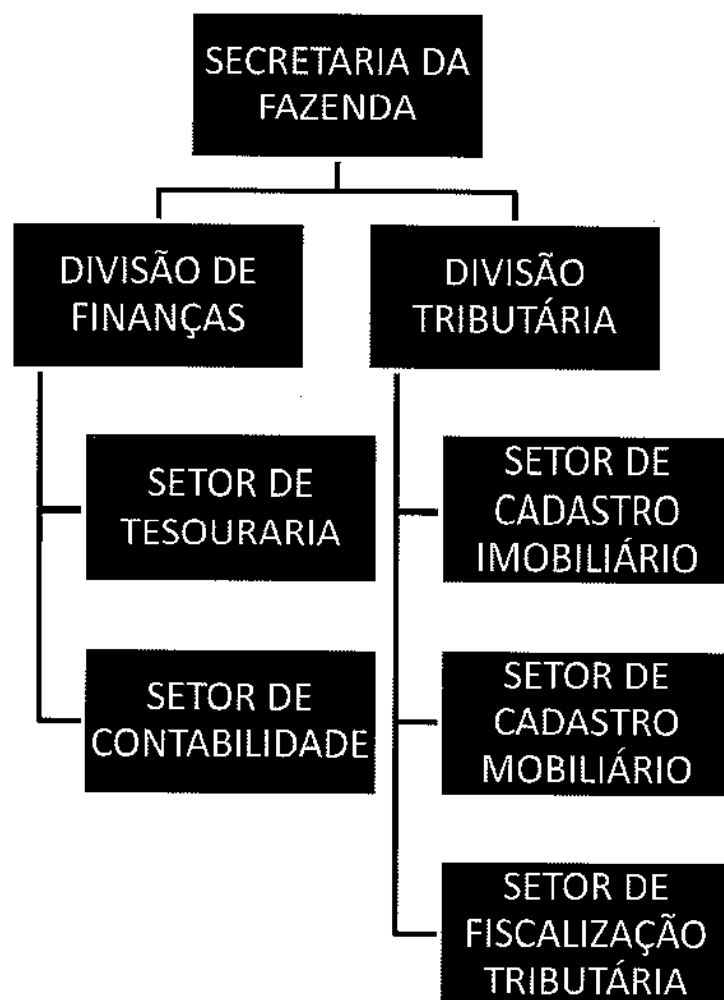 SECRETARIA DA
FAZENDA
DIVISÃO DE
FINANÇAS
SETOR DE
TESOURARIA
SETOR DE
CONTABILIDADE
DIVISÃO
TRIBUTÁRIA
SETOR DE
CADASTRO
IMOBILIÁRIO
SETOR DE
CADASTRO
MOBILIÁRIO
SETOR DE
FISCALIZAÇÃO
TRIBUTÁRIA